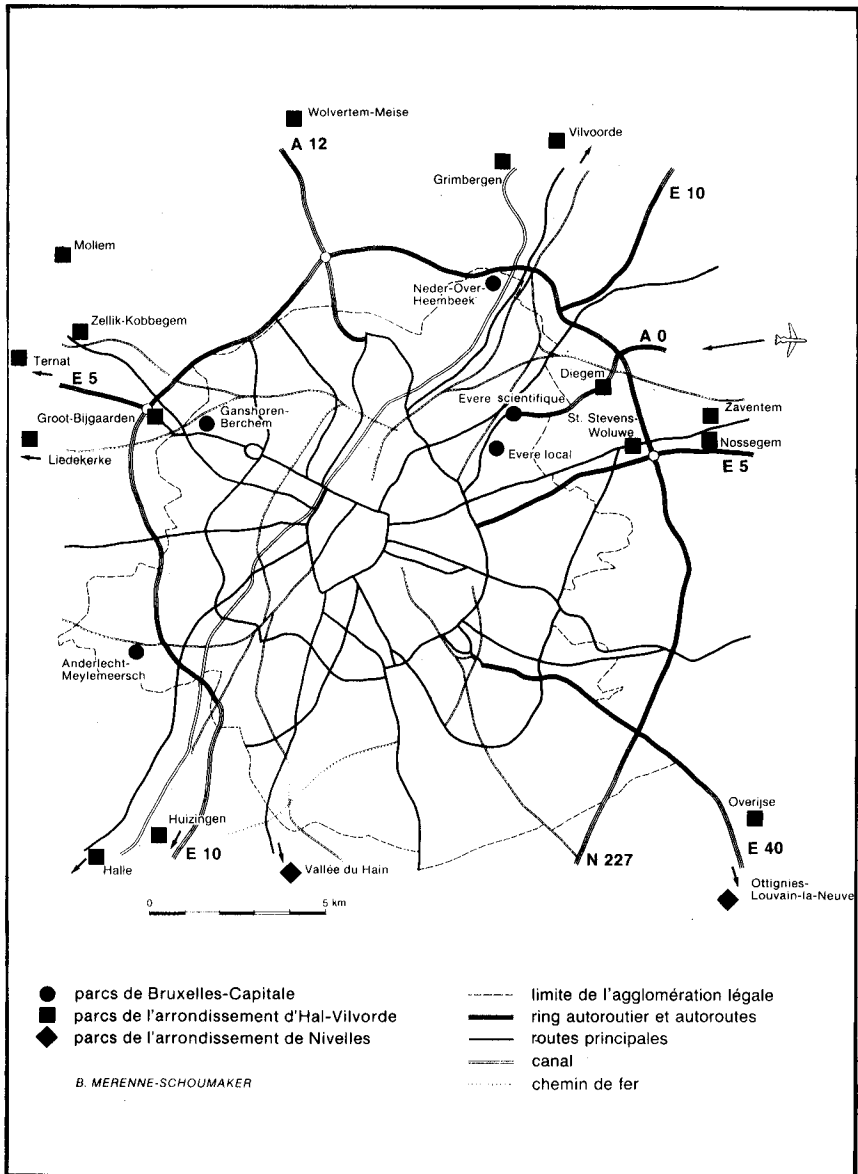 Wolvertem-Meise
A 12
Vilvoorde
Grimbergen
E 10
Mollem
Neder-Over-
Heembeek
Zellik-Kobbegem
A 0
Ternat
E 5
Diegem
Evere scientifique
Groot-Bijgaarden
Ganshoren-
Berchem
St. Stevens-
Woluwe
Zaventem
Nossegem
Liedekerke
Evere local
E 5
Anderlecht-
Meylemeersch
Huizingen
Overijse
Halle
E 10
Vallée du Hain
N 227
E 40
Ottignies-
Louvain-la-Neuve
0
5 km
parcs de Bruxelles-Capitale
parcs de l'arrondissement d'Hal-Vilvorde
parcs de l'arrondissement de Nivelles
B. MERENNE-SCHOUMAKER
limite de l'agglomération légale
ring autoroutier et autoroutes
routes principales
canal
chemin de fer